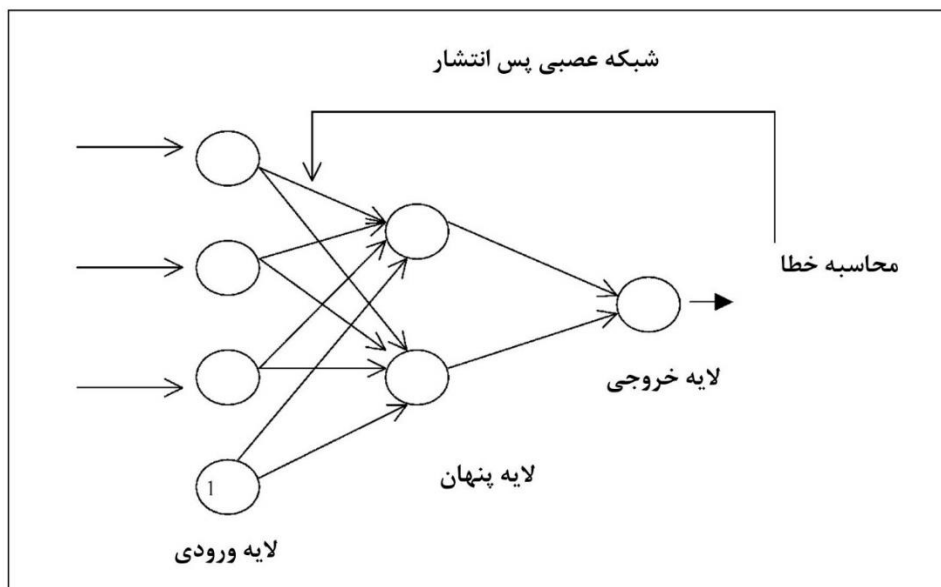 شبکه عصبی پس انتشار
محاسبه خطا
لایه خروجی
لایه پنهان
1
لایه ورودی